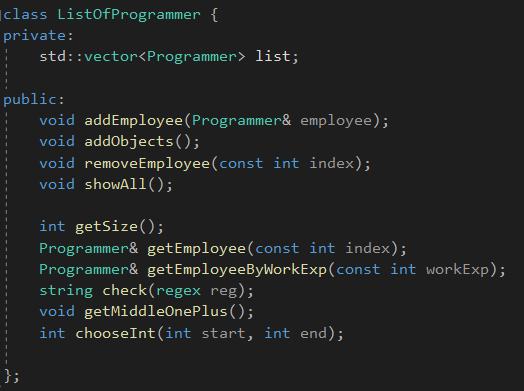 class ListOfProgrammer {
private:
    std::vector<Programmer> list;

public:
    void addEmployee(Programmer& employee);
    void addObjects();
    void removeEmployee(const int index);
    void showAll();

    int getSize();
    Programmer& getEmployee(const int index);
    Programmer& getEmployeeByWorkExp(const int workExp);
    string check(regex reg);
    void getMiddleOnePlus();
    int chooseInt(int start, int end);

};